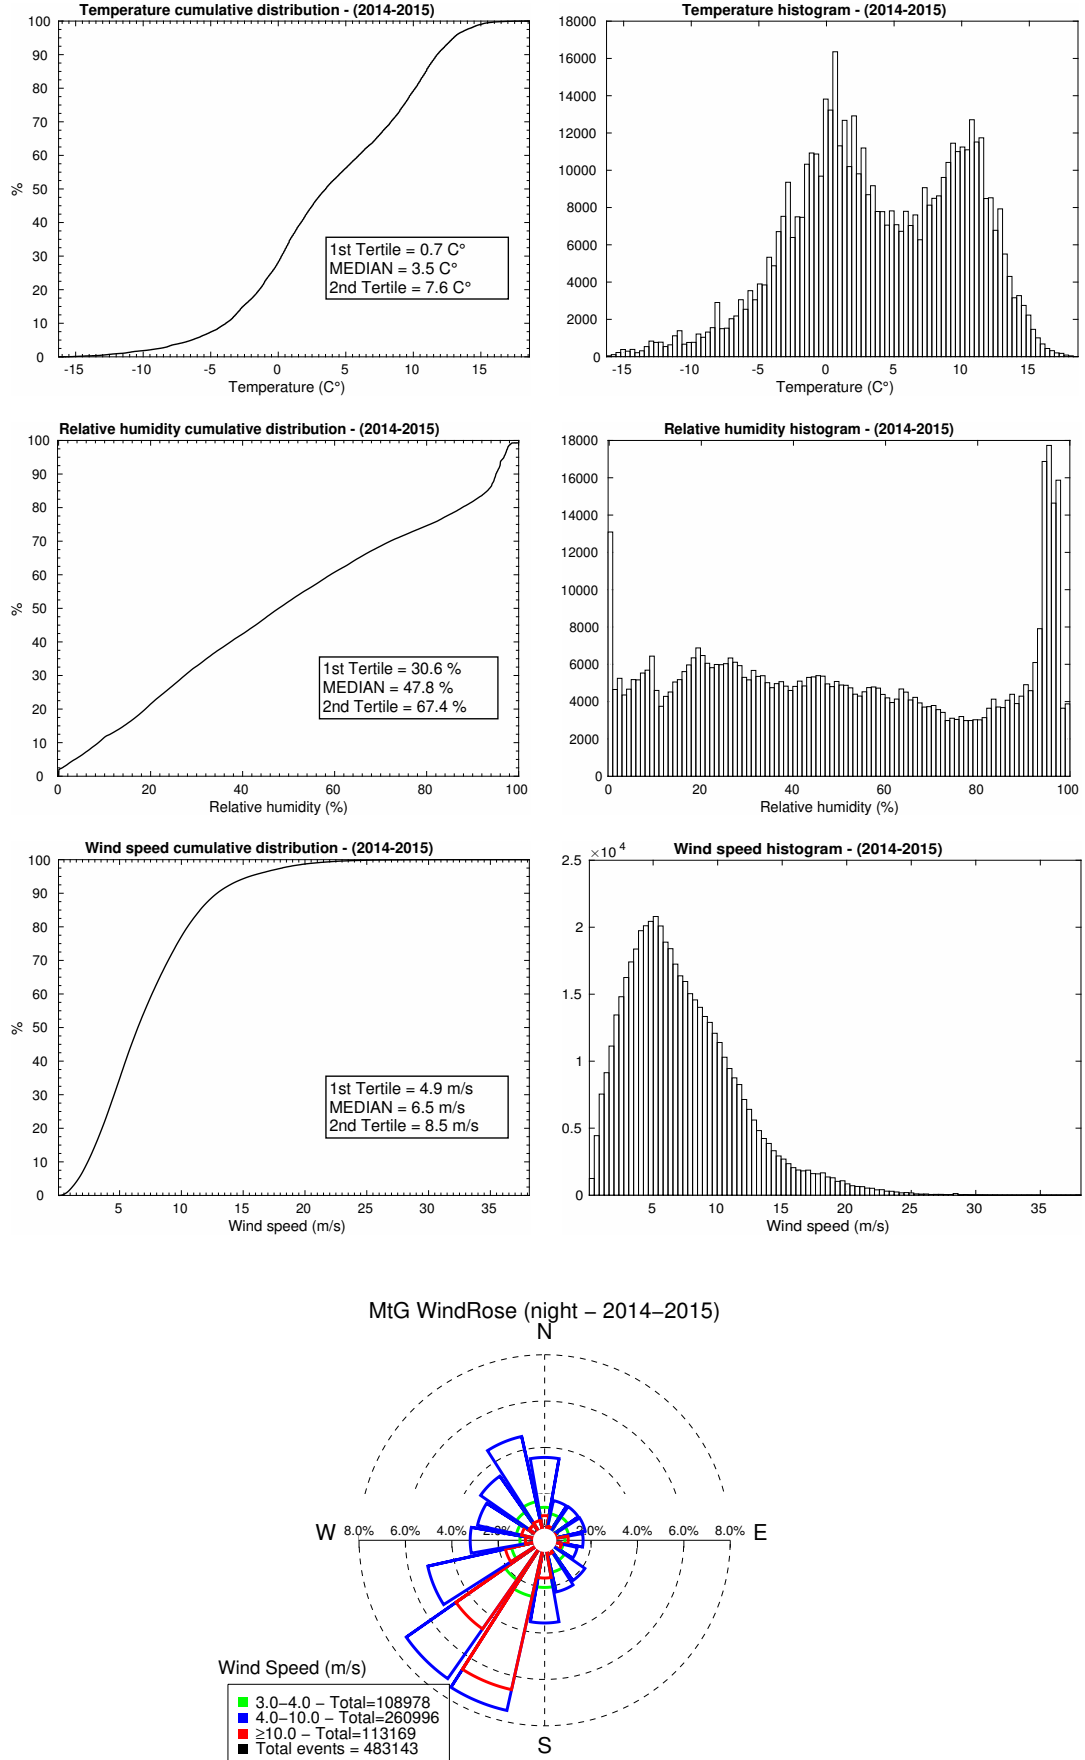 Temperature cumulative distribution - (2014-2015)
100
90
80
70
60
50
40
30
20
10
0
%
1st Tertile = 0.7 C°
MEDIAN = 3.5 C°
2nd Tertile = 7.6 C°
-15 -10 -5 0 5 10 15
Temperature (C°)
Temperature histogram - (2014-2015)
18000
16000
14000
12000
10000
8000
6000
4000
2000
0
-15 -10 -5 0 5 10 15
Temperature (C°)
Relative humidity cumulative distribution - (2014-2015)
100
90
80
70
60
50
40
30
20
10
0
%
1st Tertile = 30.6 %
MEDIAN = 47.8 %
2nd Tertile = 67.4 %
0 20 40 60 80 100
Relative humidity (%)
Relative humidity histogram - (2014-2015)
18000
16000
14000
12000
10000
8000
6000
4000
2000
0
0 20 40 60 80 100
Relative humidity (%)
Wind speed cumulative distribution - (2014-2015)
100
90
80
70
60
50
40
30
20
10
0
%
1st Tertile = 4.9 m/s
MEDIAN = 6.5 m/s
2nd Tertile = 8.5 m/s
5 10 15 20 25 30 35
Wind speed (m/s)
Wind speed histogram - (2014-2015)
×10 4
2.5
2
1.5
1
0.5
0
5 10 15 20 25 30 35
Wind speed (m/s)
MtG WindRose (night − 2014−2015)
N
W 8.0% 6.0% 4.0% 2.0% 2.0% 4.0% 6.0% 8.0% E
S
Wind Speed (m/s)
3.0−4.0 − Total=108978
4.0−10.0 − Total=260996
≥10.0 − Total=113169
Total events = 483143